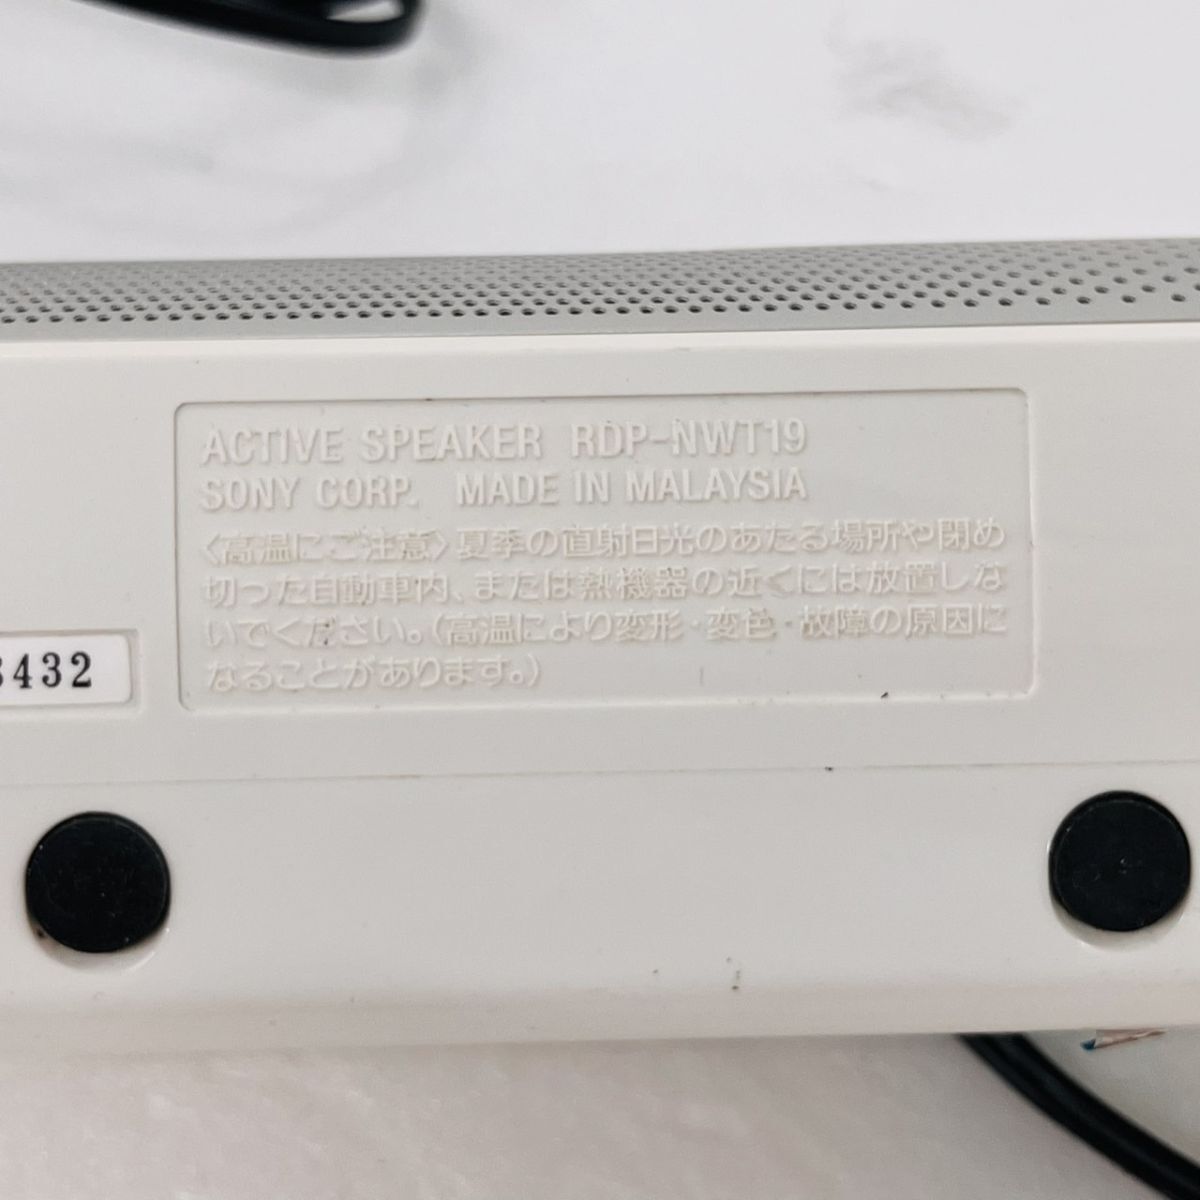 ACTIVE SPEAKER RDP-NWT19
SONY CORP. MADE IN MALAYSIA
〈高温にご注意〉夏季の直射日光のあたる場所や閉め
切った自動車内、または熱機器の近くには放置しな
いでください。(高温により変形・変色・故障の原因に
なることがあります。)
3432